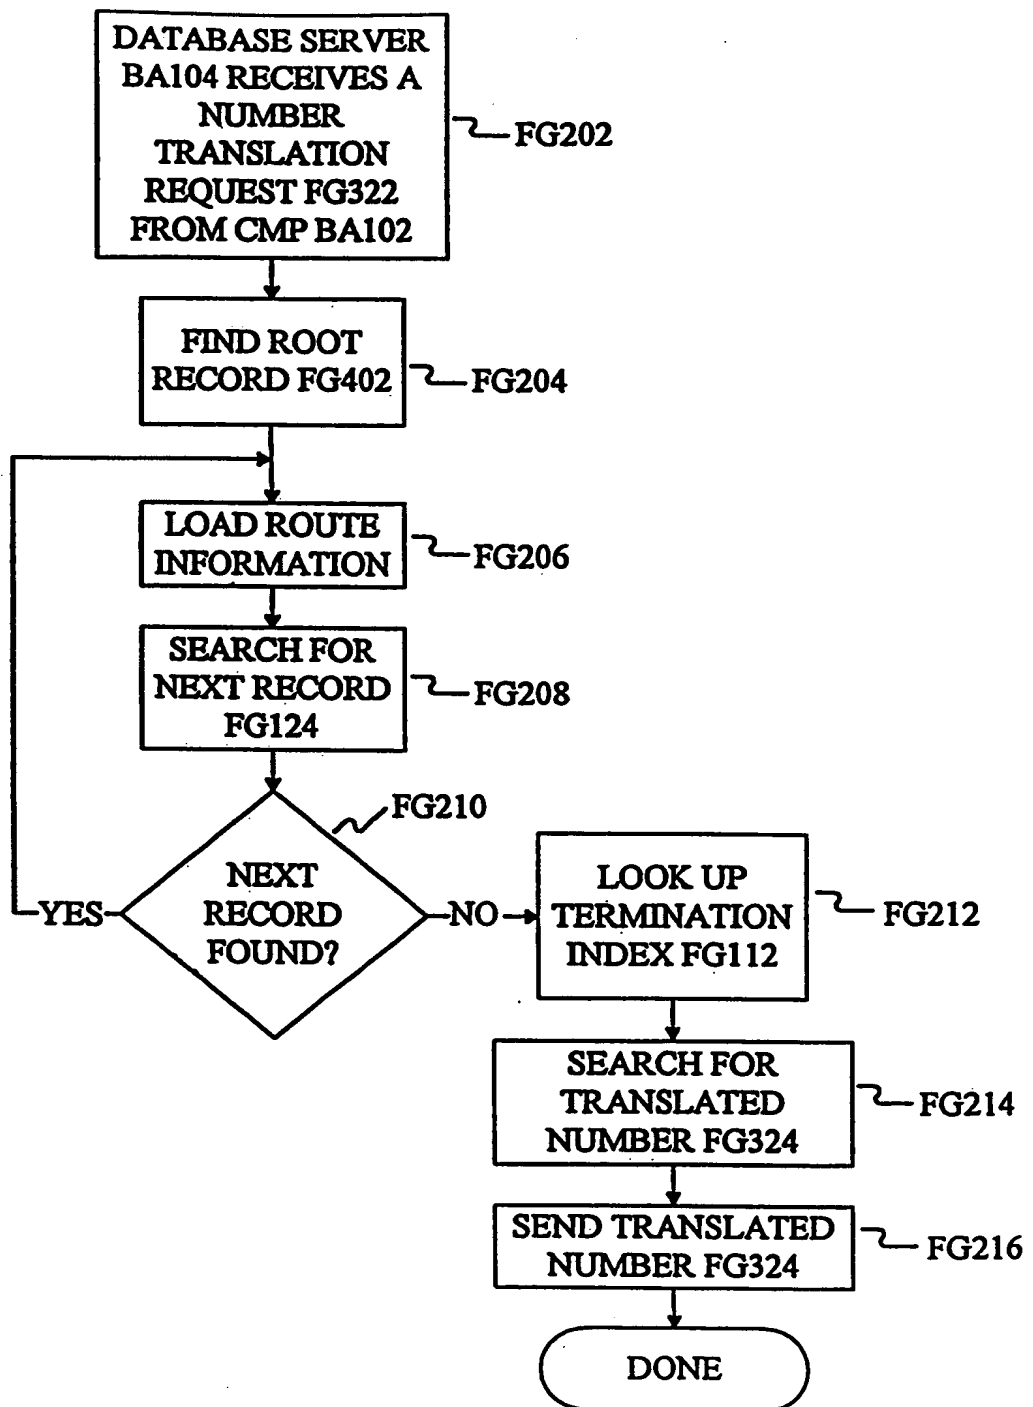 DATABASE SERVER
BA104 RECEIVES A
NUMBER
TRANSLATION
REQUEST FG322
FROM CMP BA102
FG202
FIND ROOT
RECORD FG402
FG204
LOAD ROUTE
INFORMATION
FG206
SEARCH FOR
NEXT RECORD
FG124
FG208
FG210
NEXT
RECORD
FOUND?
YES
NO
LOOK UP
TERMINATION
INDEX FG112
FG212
SEARCH FOR
TRANSLATED
NUMBER FG324
FG214
SEND TRANSLATED
NUMBER FG324
FG216
DONE